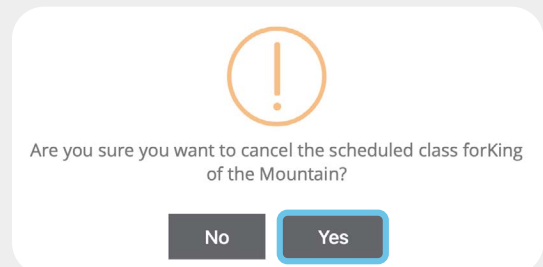 Are you sure you want to cancel the scheduled class forKing
of the Mountain?
No
Yes